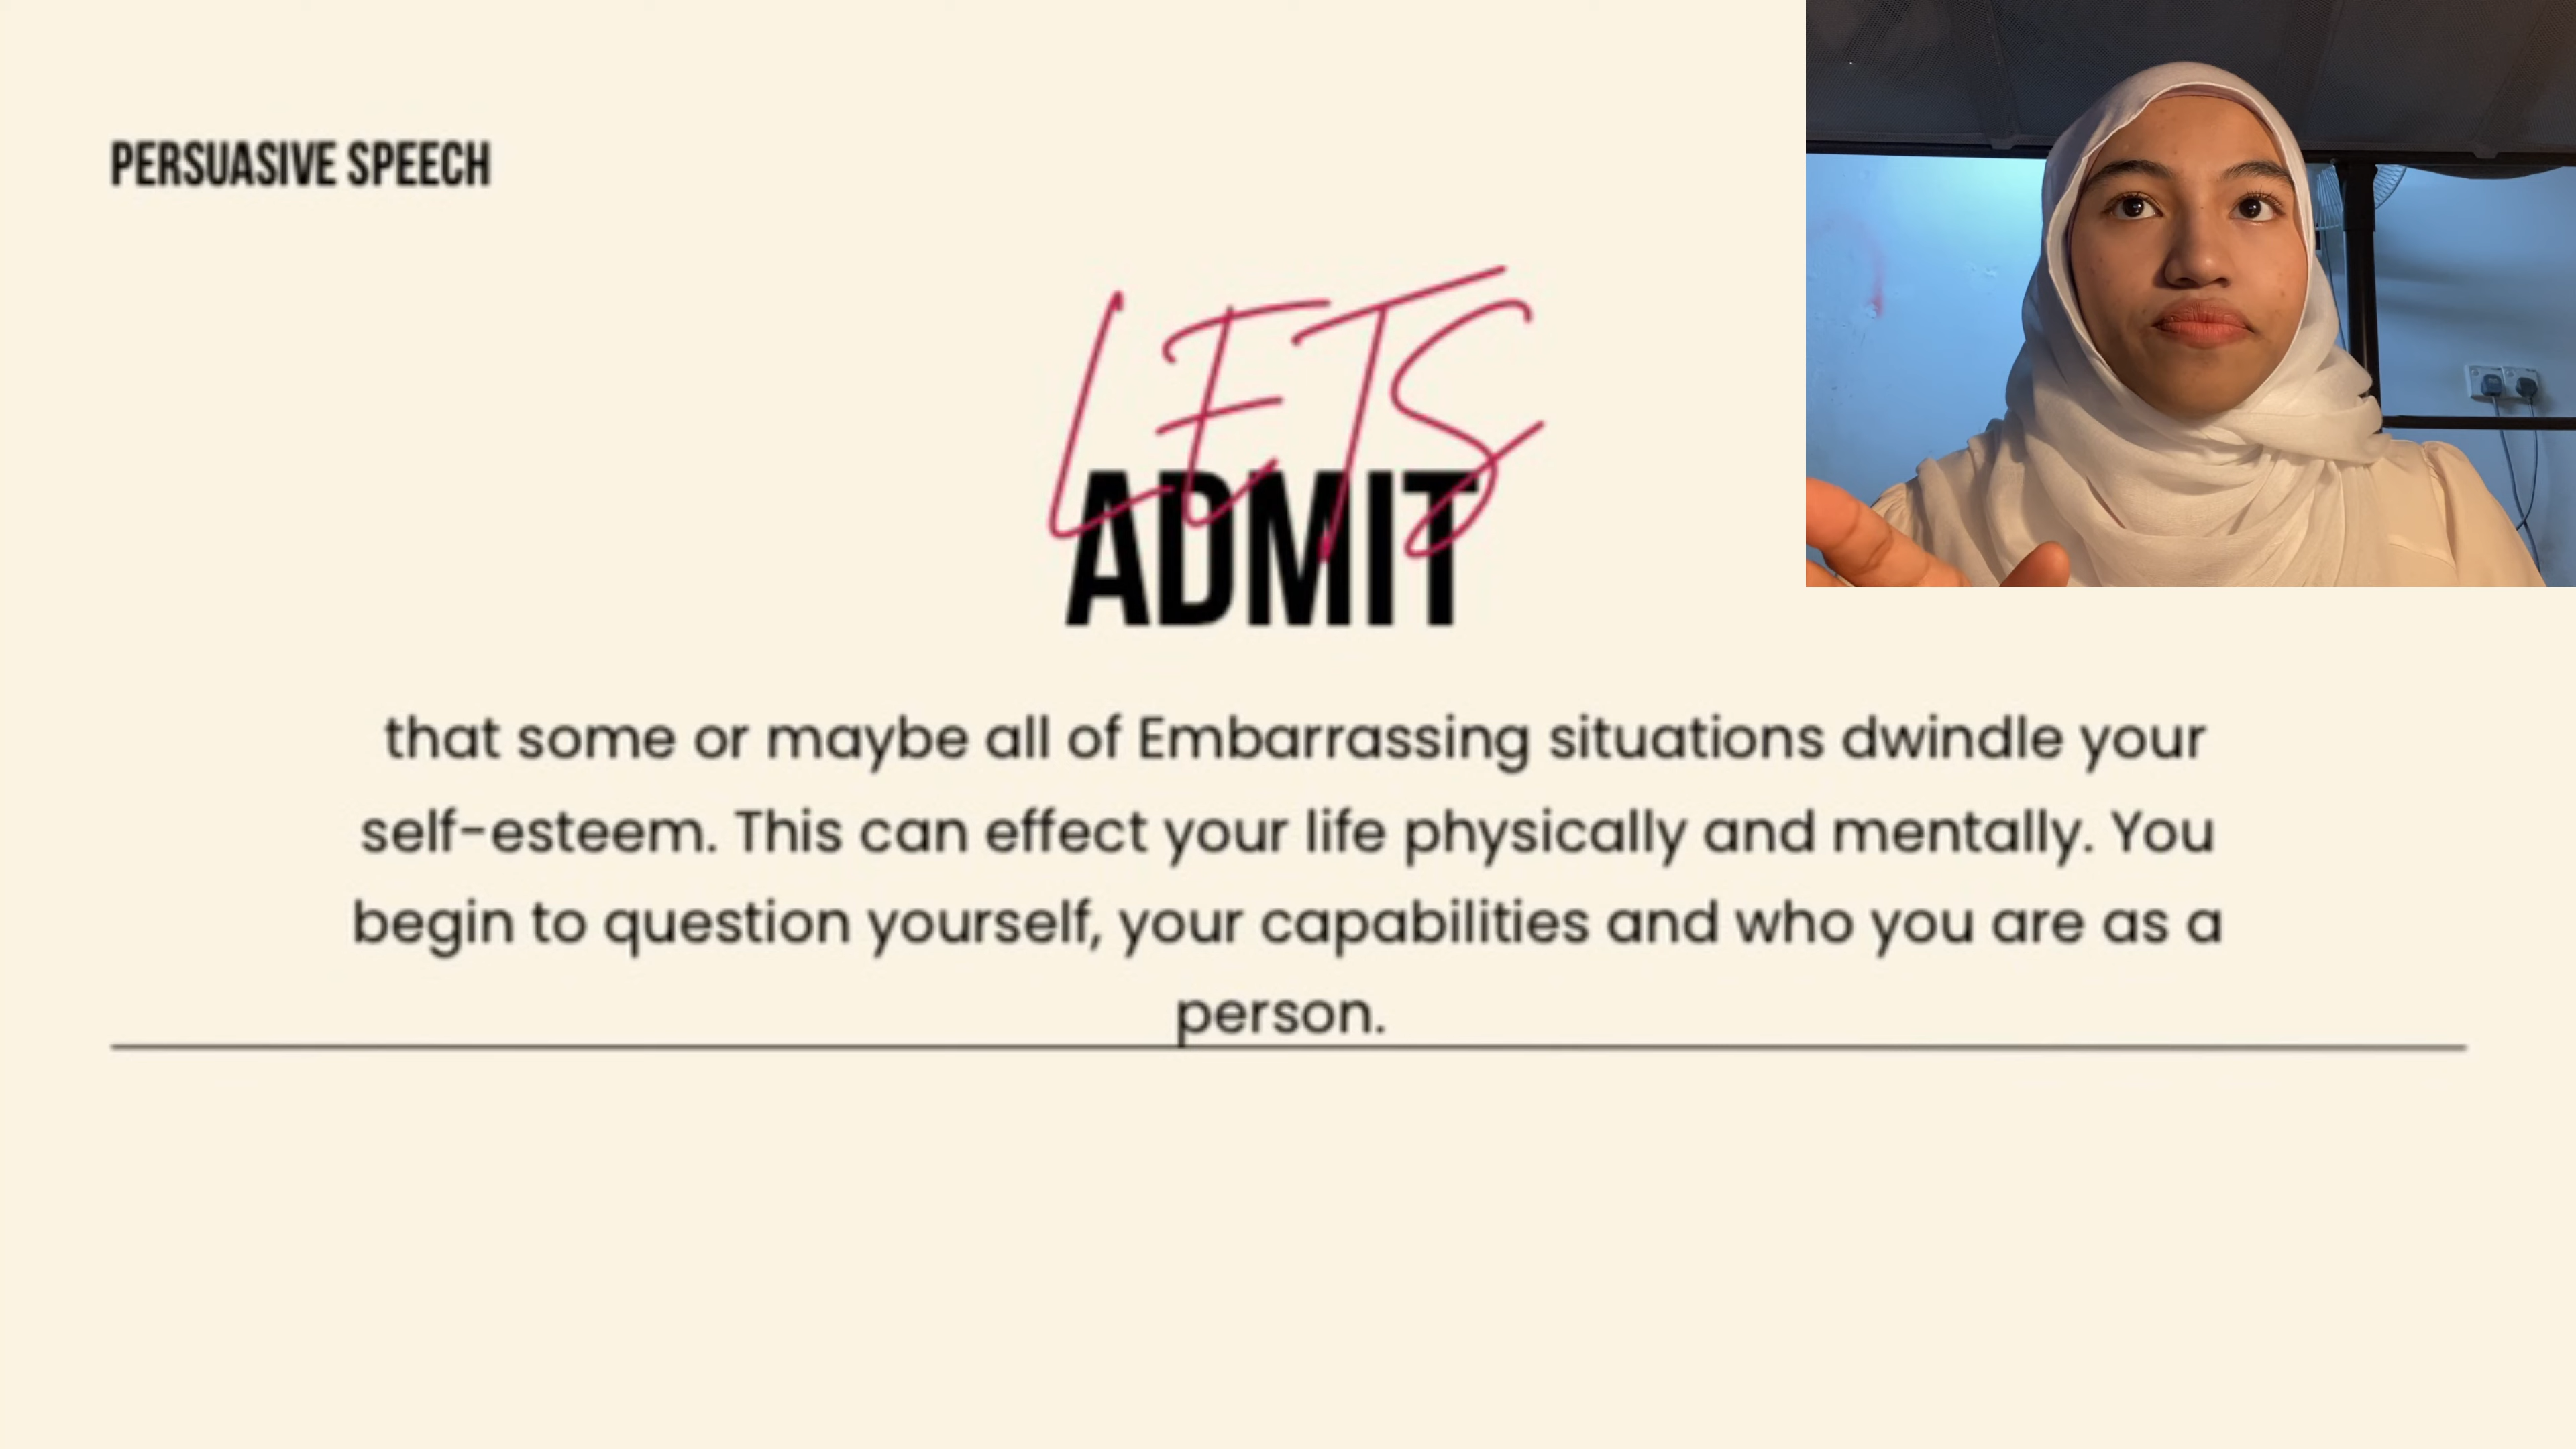 PERSUASIVE SPEECH
LETS
ADMIT
that some or maybe all of Embarrassing situations dwindle your
self-esteem. This can effect your life physically and mentally. You
begin to question yourself, your capabilities and who you are as a
person.